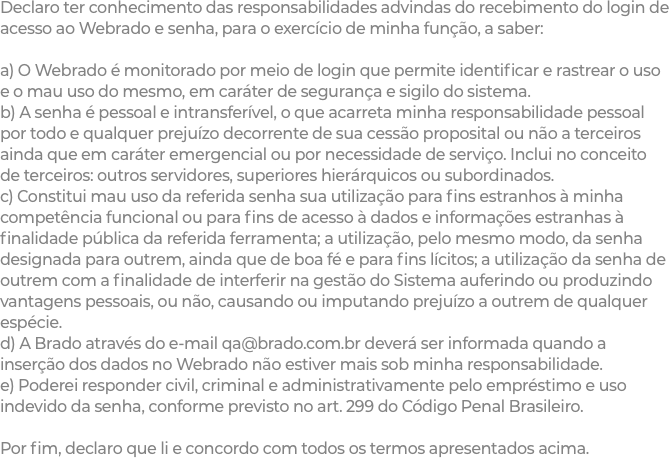 Declaro ter conhecimento das responsabilidades advindas do recebimento do login de
acesso ao Webrado e senha, para o exercício de minha função, a saber:

a) O Webrado é monitorado por meio de login que permite identificar e rastrear o uso
e o mau uso do mesmo, em caráter de segurança e sigilo do sistema.
b) A senha é pessoal e intransferível, o que acarreta minha responsabilidade pessoal
por todo e qualquer prejuízo decorrente de sua cessão proposital ou não a terceiros
ainda que em caráter emergencial ou por necessidade de serviço. Inclui no conceito
de terceiros: outros servidores, superiores hierárquicos ou subordinados.
c) Constitui mau uso da referida senha sua utilização para fins estranhos à minha
competência funcional ou para fins de acesso à dados e informações estranhas à
finalidade pública da referida ferramenta; a utilização, pelo mesmo modo, da senha
designada para outrem, ainda que de boa fé e para fins lícitos; a utilização da senha de
outrem com a finalidade de interferir na gestão do Sistema auferindo ou produzindo
vantagens pessoais, ou não, causando ou imputando prejuízo a outrem de qualquer
espécie.
d) A Brado através do e-mail qa@brado.com.br deverá ser informada quando a
inserção dos dados no Webrado não estiver mais sob minha responsabilidade.
e) Poderei responder civil, criminal e administrativamente pelo empréstimo e uso
indevido da senha, conforme previsto no art. 299 do Código Penal Brasileiro.

Por fim, declaro que li e concordo com todos os termos apresentados acima.